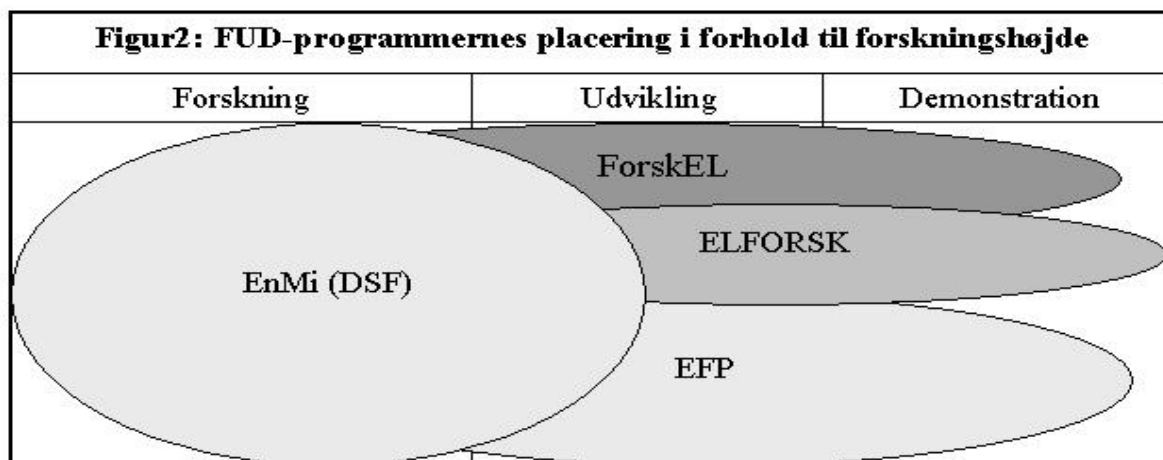 Figur2: FUD-programmernes placering i forhold til forskningshøjde
Forskning Udvikling Demonstration
ForskEL
ELFORSK
EnMi (DSF)
EFP